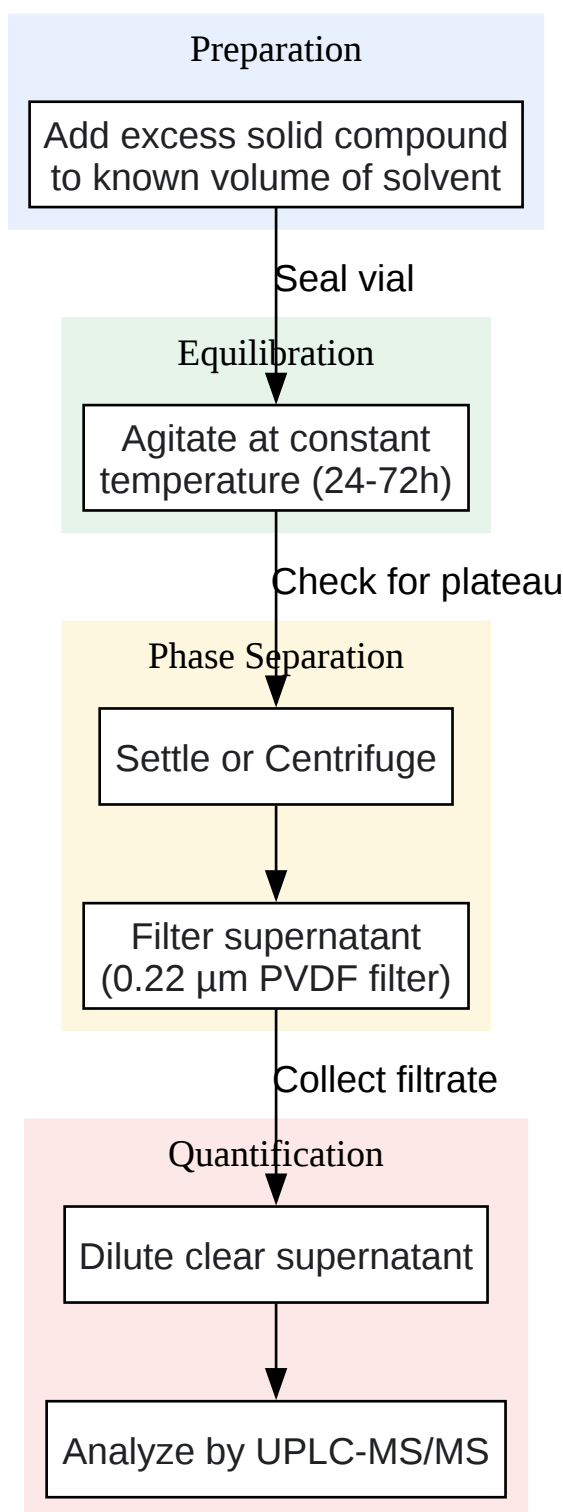 Preparation
Add excess solid compound
to known volume of solvent
Seal vial
Equilibration
Agitate at constant
temperature (24-72h)
Check for plateau
Phase Separation
Settle or Centrifuge
Filter supernatant
(0.22 µm PVDF filter)
Collect filtrate
Quantification
Dilute clear supernatant
Analyze by UPLC-MS/MS